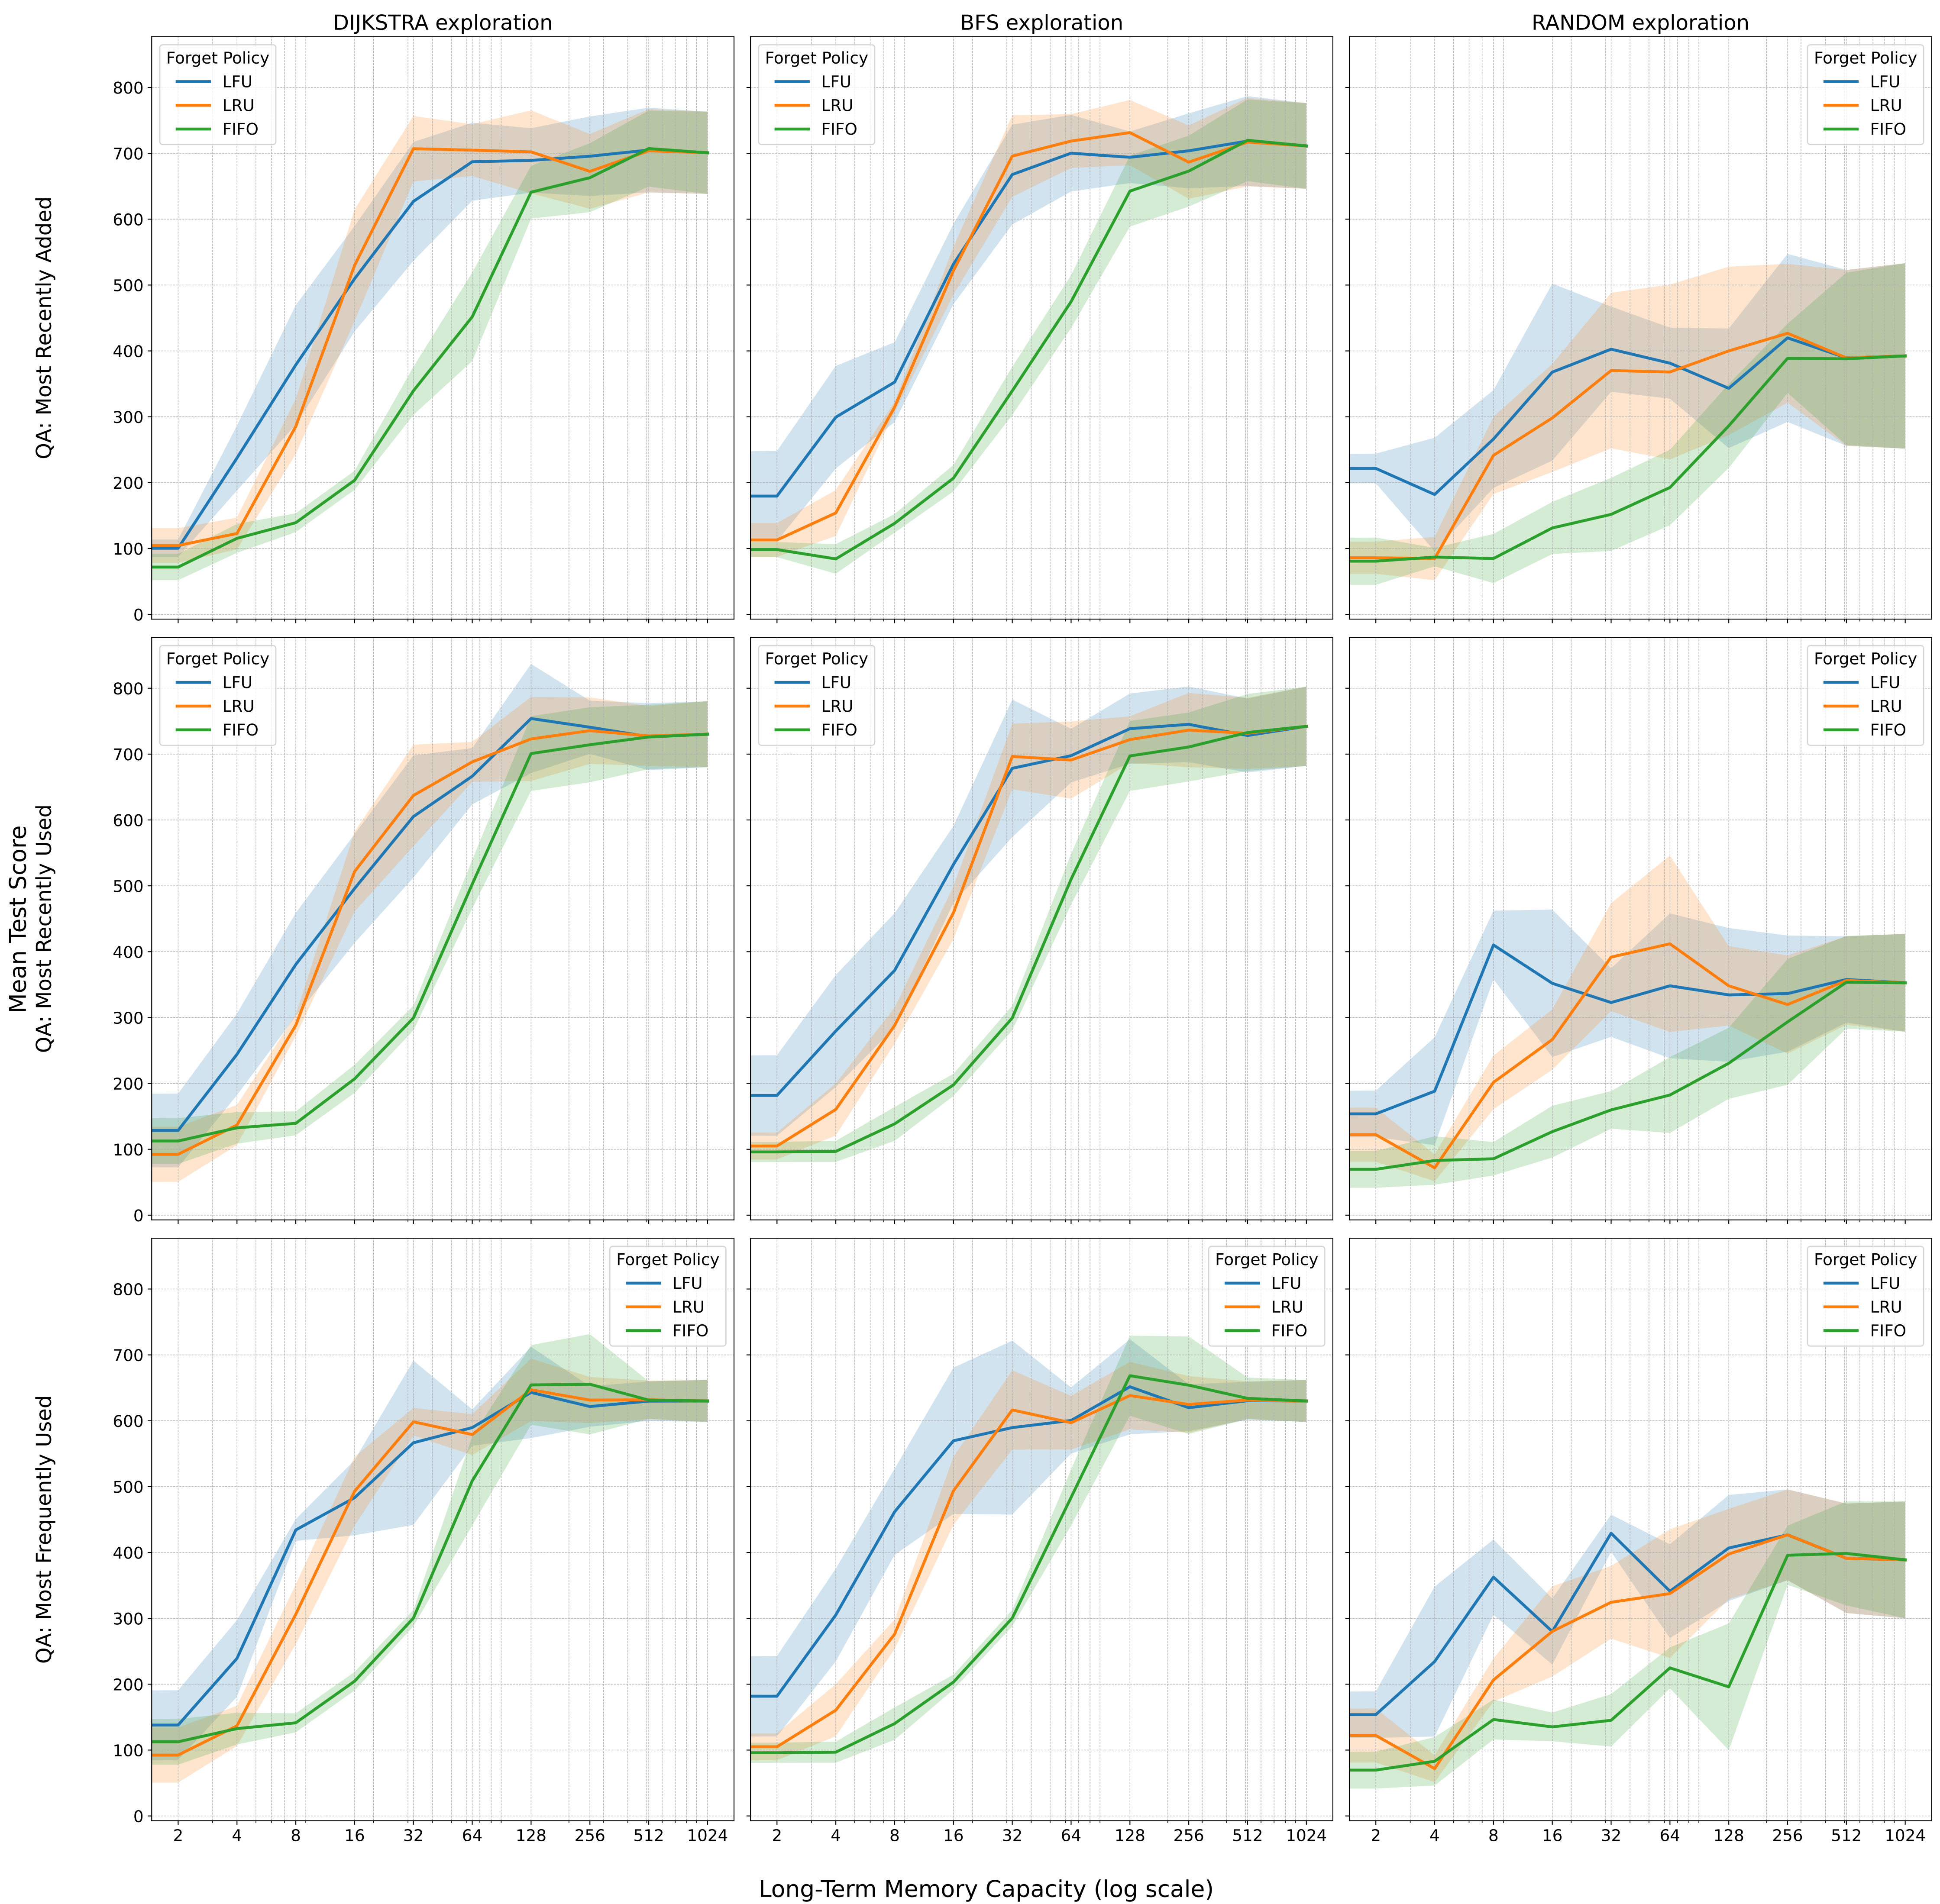 DIJKSTRA exploration
BFS exploration
RANDOM exploration
Mean Test Score
QA: Most Recently Added
800
700
600
500
400
300
200
100
0
Forget Policy
LFU
LRU
FIFO
Forget Policy
LFU
LRU
FIFO
Forget Policy
LFU
LRU
FIFO
QA: Most Recently Used
800
700
600
500
400
300
200
100
0
Forget Policy
LFU
LRU
FIFO
Forget Policy
LFU
LRU
FIFO
Forget Policy
LFU
LRU
FIFO
QA: Most Frequently Used
800
700
600
500
400
300
200
100
0
Forget Policy
LFU
LRU
FIFO
Forget Policy
LFU
LRU
FIFO
Forget Policy
LFU
LRU
FIFO
2 4 8 16 32 64 128 256 512 1024
2 4 8 16 32 64 128 256 512 1024
2 4 8 16 32 64 128 256 512 1024
Long-Term Memory Capacity (log scale)